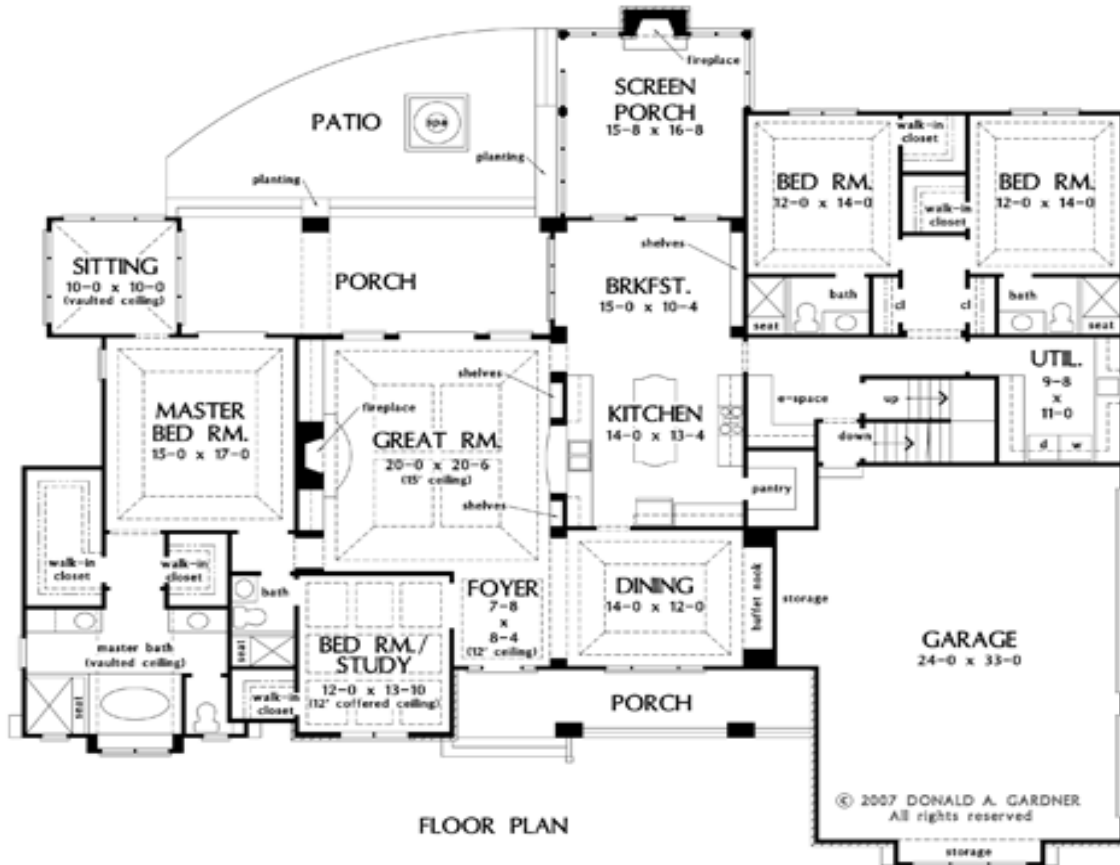 fireplace
SCREEN
PORCH
15-8 x 16-8
PATIO
spa
planting
planting
walk-in
closet
BED RM.
12-0 x 14-0
walk-in
closet
BED RM.
12-0 x 14-0
SITTING
10-0 x 10-0
(vaulted ceiling)
PORCH
shelves
BRKFST.
15-0 x 10-4
bath
seat
cl
cl
bath
seat
MASTER
BED RM.
15-0 x 17-0
fireplace
shelves
GREAT RM.
20-0 x 20-6
(15' ceiling)
shelves
KITCHEN
14-0 x 13-4
e-space
up
down
UTIL.
9-8
x
11-0
d
w
pantry
walk-in
closet
walk-in
closet
bath
seat
FOYER
7-8
x
8-4
(12' ceiling)
DINING
14-0 x 12-0
buffet nook
storage
GARAGE
24-0 x 33-0
master bath
(vaulted ceiling)
seat
BED RM./
STUDY
12-0 x 13-10
(12' coffered ceiling)
walk-in
closet
PORCH
© 2007 DONALD A. GARDNER
All rights reserved
FLOOR PLAN
storage